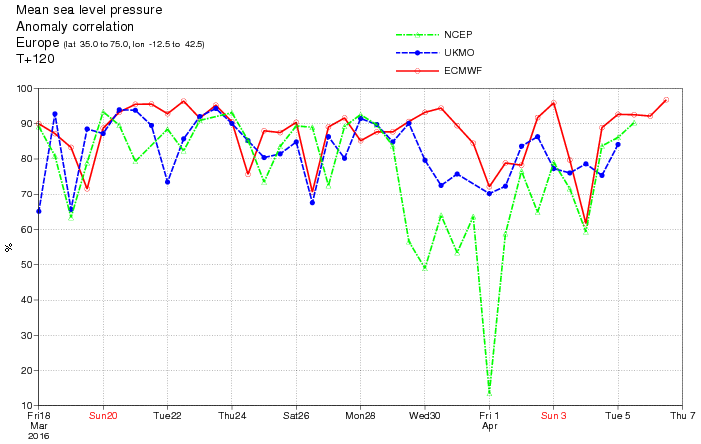 Mean sea level pressure
Anomaly correlation
Europe (lat 35.0 to 75.0, lon -12.5 to 42.5)
T+120
NCEP
UKMO
ECMWF
100
90
80
70
60
50
40
30
20
10
%
Fri18 Sun20 Tue22 Thu24 Sat26 Mon28 Wed30 Fri 1 Sun 3 Tue 5 Thu 7
Mar Apr
2016